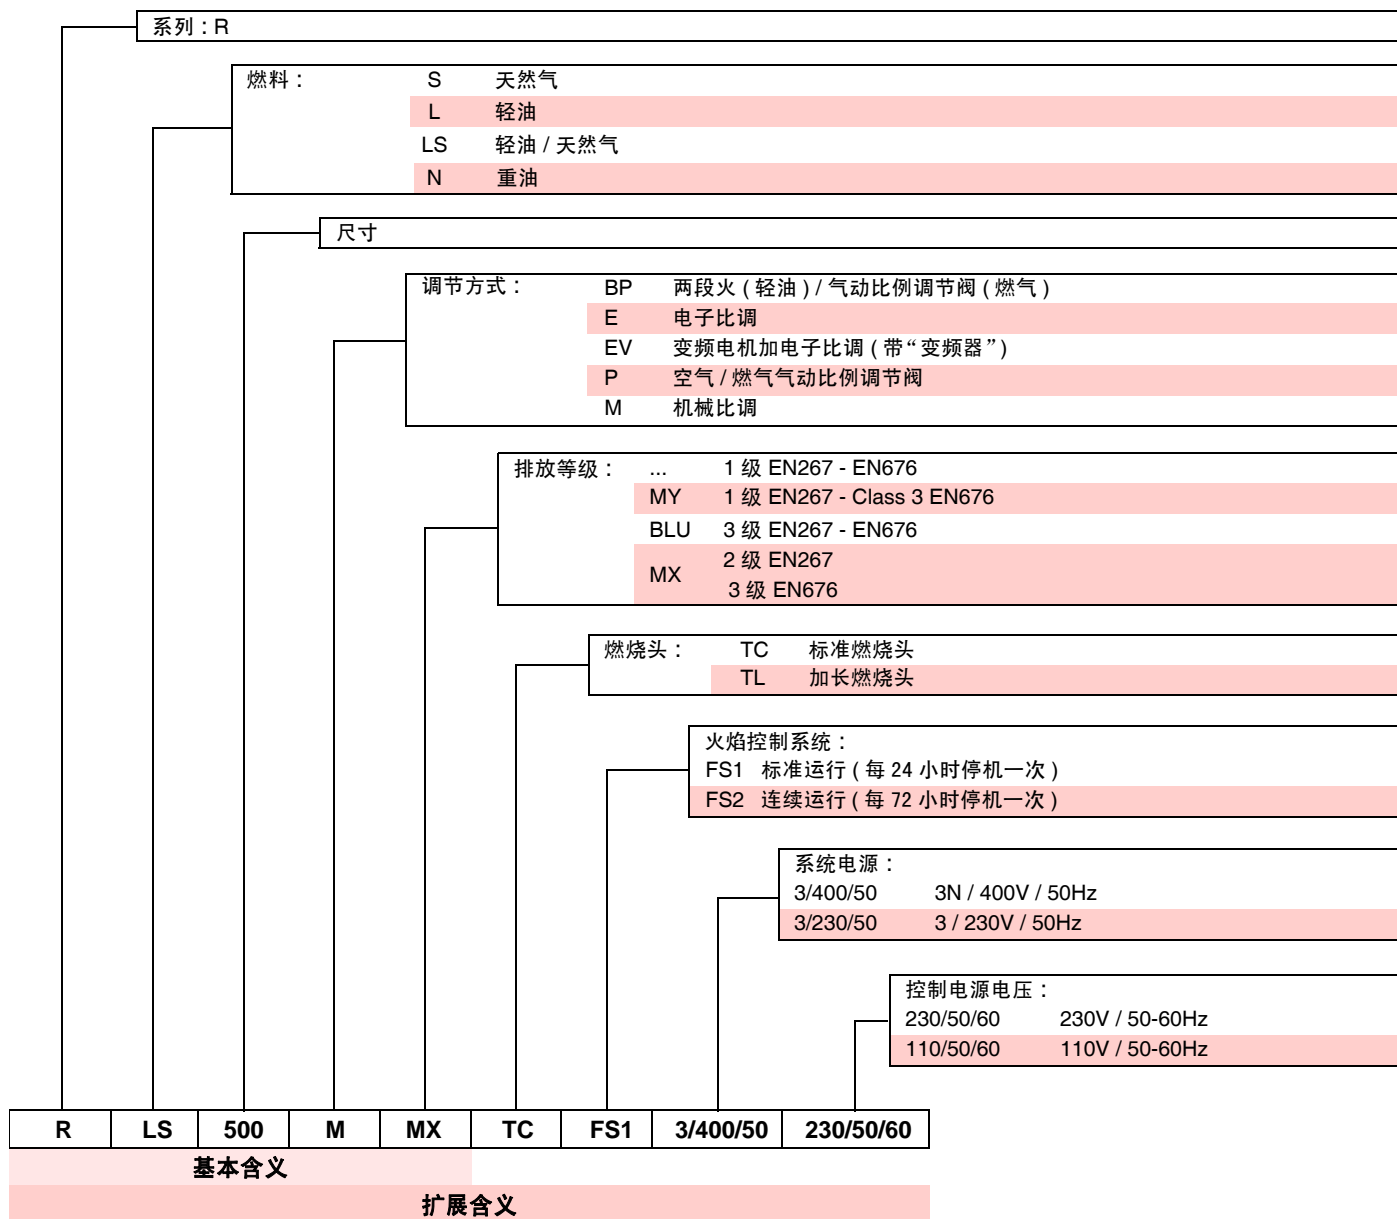 系列：R
燃料： S 天然气
L 轻油
LS 轻油 / 天然气
N 重油
尺寸
调节方式： BP 两段火 ( 轻油 ) / 气动比例调节阀 ( 燃气 )
E 电子比调
EV 变频电机加电子比调 ( 带“变频器”)
P 空气 / 燃气气动比例调节阀
M 机械比调
排放等级： ... 1 级 EN267 - EN676
MY 1 级 EN267 - Class 3 EN676
BLU 3 级 EN267 - EN676
MX 2 级 EN267
3 级 EN676
燃烧头： TC 标准燃烧头
TL 加长燃烧头
火焰控制系统：
FS1 标准运行 ( 每 24 小时停机一次 )
FS2 连续运行 ( 每 72 小时停机一次 )
系统电源：
3/400/50 3N / 400V / 50Hz
3/230/50 3 / 230V / 50Hz
控制电源电压：
230/50/60 230V / 50-60Hz
110/50/60 110V / 50-60Hz
R LS 500 M MX TC FS1 3/400/50 230/50/60
基本含义
扩展含义